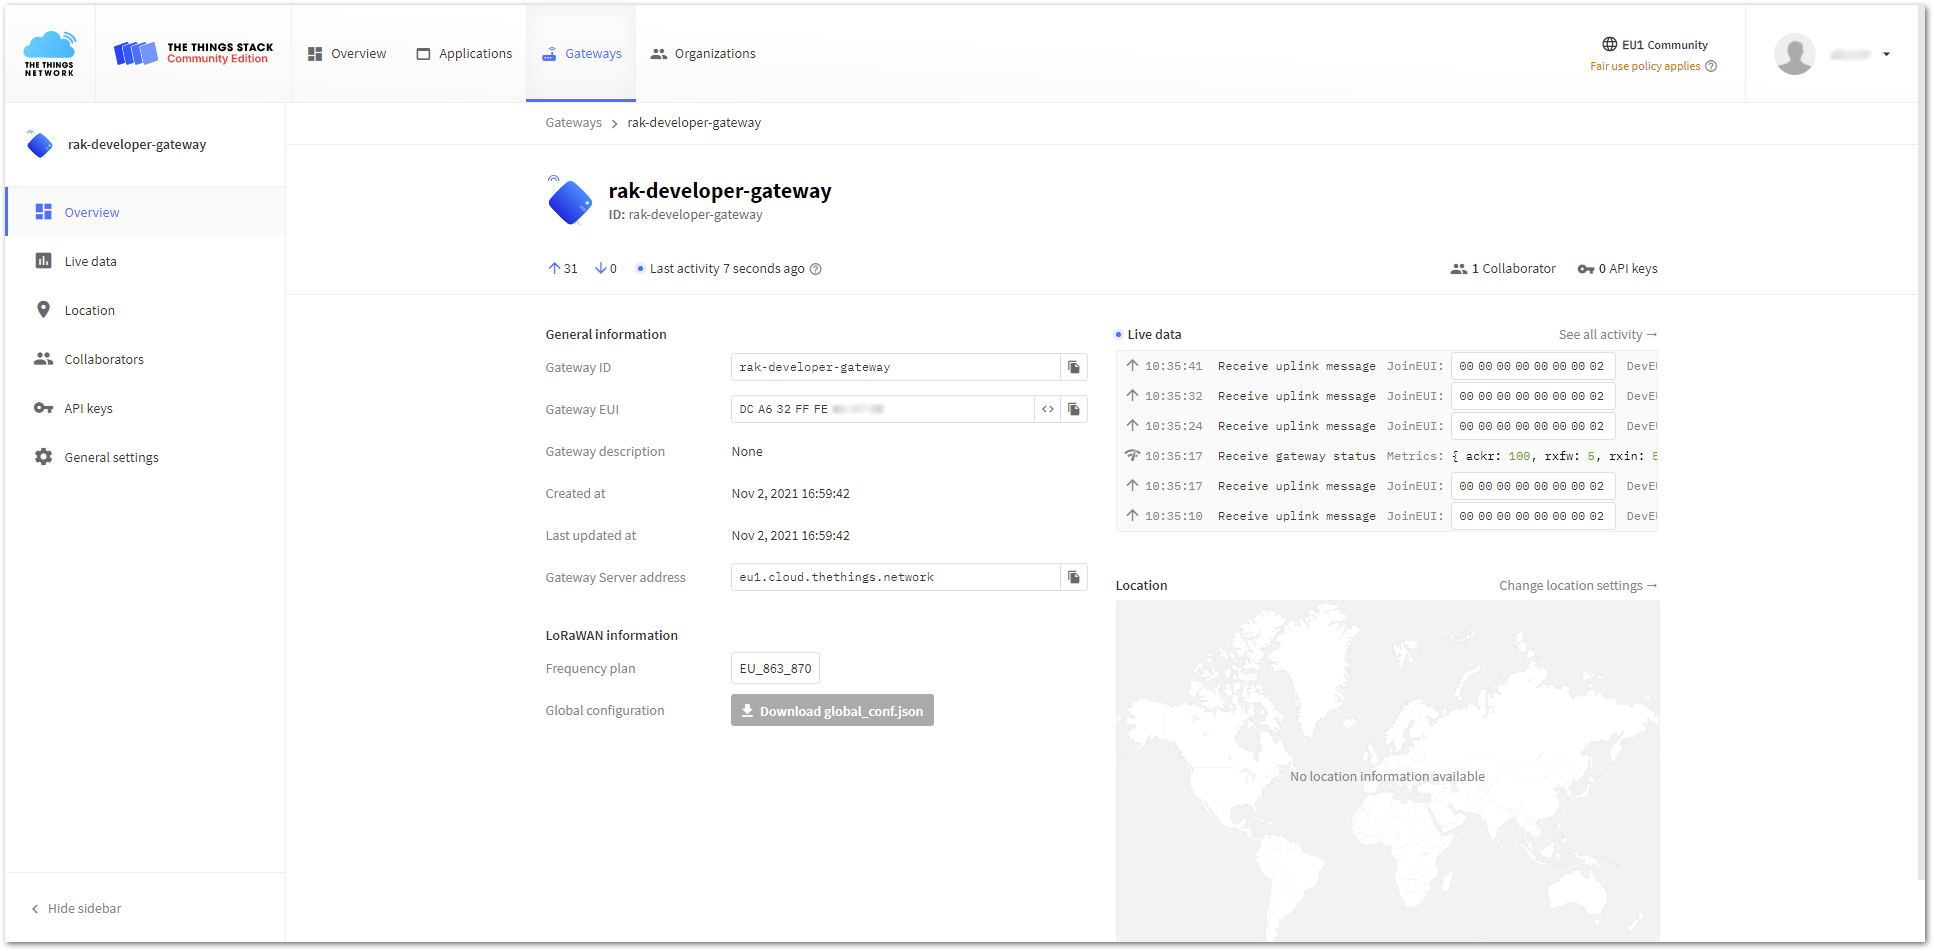 THE THINGS NETWORK
THE THINGS STACK
Community Edition
Overview
Applications
Gateways
Organizations
EU1 Community
Fair use policy applies
rak-developer-gateway
Overview
Live data
Location
Collaborators
API keys
General settings
Hide sidebar
Gateways > rak-developer-gateway
rak-developer-gateway
ID: rak-developer-gateway
31 0 Last activity 7 seconds ago
1 Collaborator 0 API keys
General information
Gateway ID rak-developer-gateway
Gateway EUI DC A6 32 FF FE
Gateway description None
Created at Nov 2, 2021 16:59:42
Last updated at Nov 2, 2021 16:59:42
Gateway Server address eu1.cloud.thethings.network
LoRaWAN information
Frequency plan EU_863_870
Global configuration Download global_conf.json
Live data See all activity →
10:35:41 Receive uplink message JoinEUI: 00 00 00 00 00 00 00 02 DevEU
10:35:32 Receive uplink message JoinEUI: 00 00 00 00 00 00 00 02 DevEU
10:35:24 Receive uplink message JoinEUI: 00 00 00 00 00 00 00 02 DevEU
10:35:17 Receive gateway status Metrics: { ackr: 100, rxfw: 5, rxin: 5
10:35:17 Receive uplink message JoinEUI: 00 00 00 00 00 00 00 02 DevEU
10:35:10 Receive uplink message JoinEUI: 00 00 00 00 00 00 00 02 DevEU
Location Change location settings →
No location information available